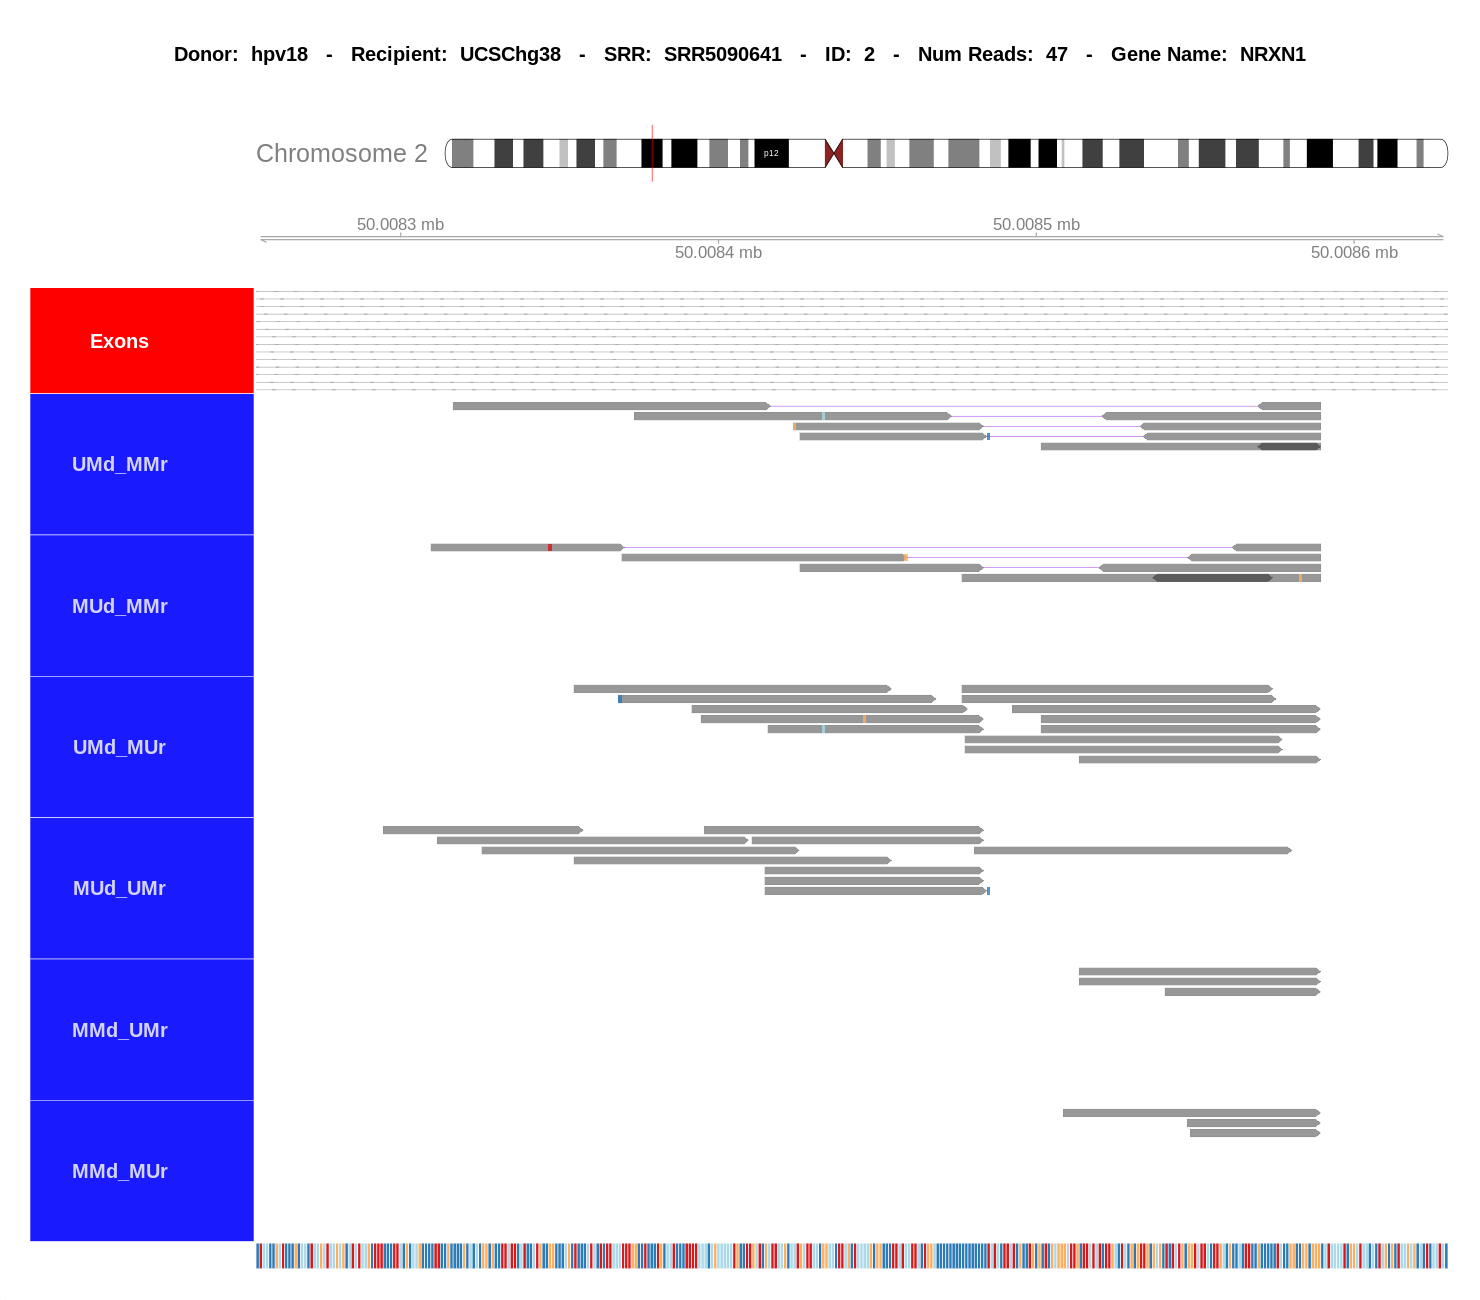 Donor: hpv18 - Recipient: UCSChg38 - SRR: SRR5090641 - ID: 2 - Num Reads: 47 - Gene Name: NRXN1
Chromosome 2
p12
50.0083 mb
50.0085 mb
50.0084 mb
50.0086 mb
Exons
UMd_MMr
MUd_MMr
UMd_MUr
MUd_UMr
MMd_UMr
MMd_MUr